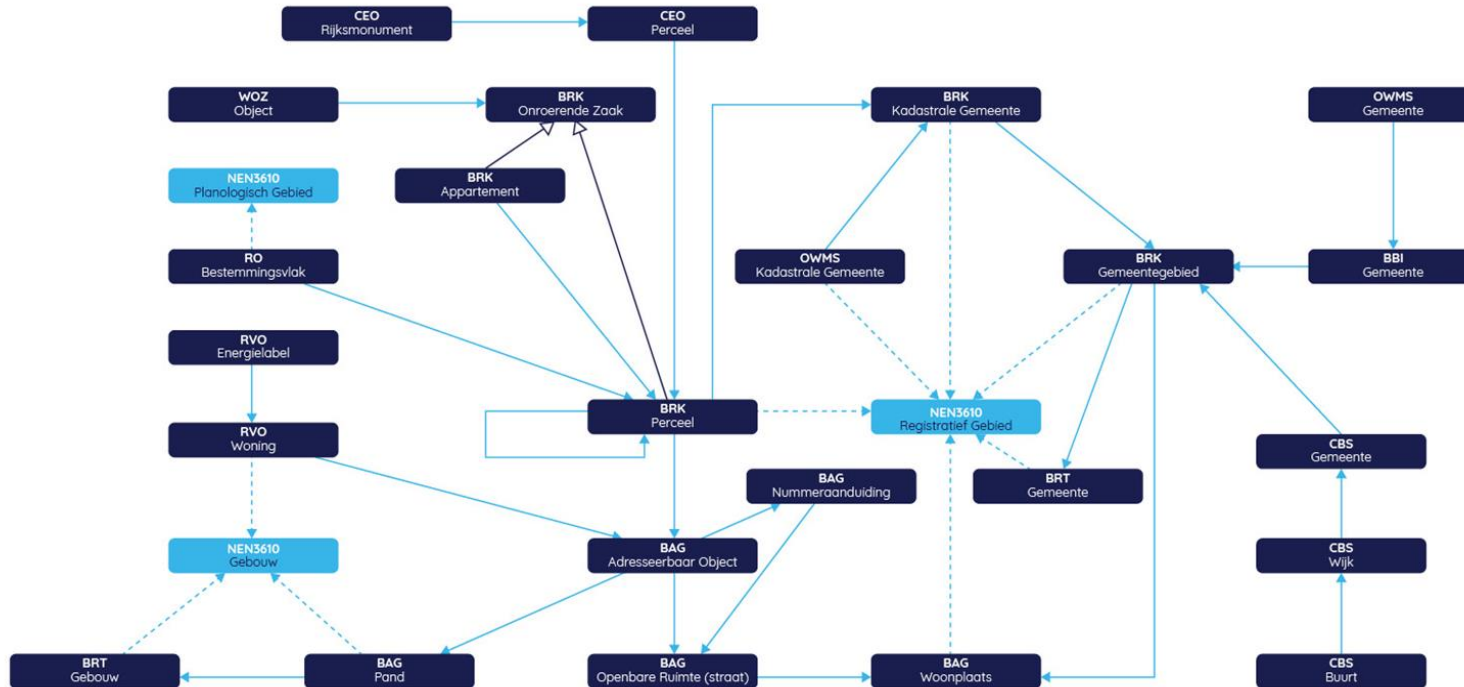 CEO
Rijksmonument
CEO
Perceel
WOZ
Object
BRK
Onroerende Zaak
BRK
Kadastrale Gemeente
OWMS
Gemeente
NEN3610
Planologisch Gebied
BRK
Appartement
RO
Bestemmingsvlak
OWMS
Kadastrale Gemeente
BRK
Gemeentegebied
BBI
Gemeente
RVO
Energielabel
BRK
Perceel
NEN3610
Registratief Gebied
RVO
Woning
CBS
Gemeente
BAG
Nummeraanduiding
BRT
Gemeente
NEN3610
Gebouw
BAG
Adresseerbaar Object
CBS
Wijk
BRT
Gebouw
BAG
Pand
BAG
Openbare Ruimte (straat)
BAG
Woonplaats
CBS
Buurt